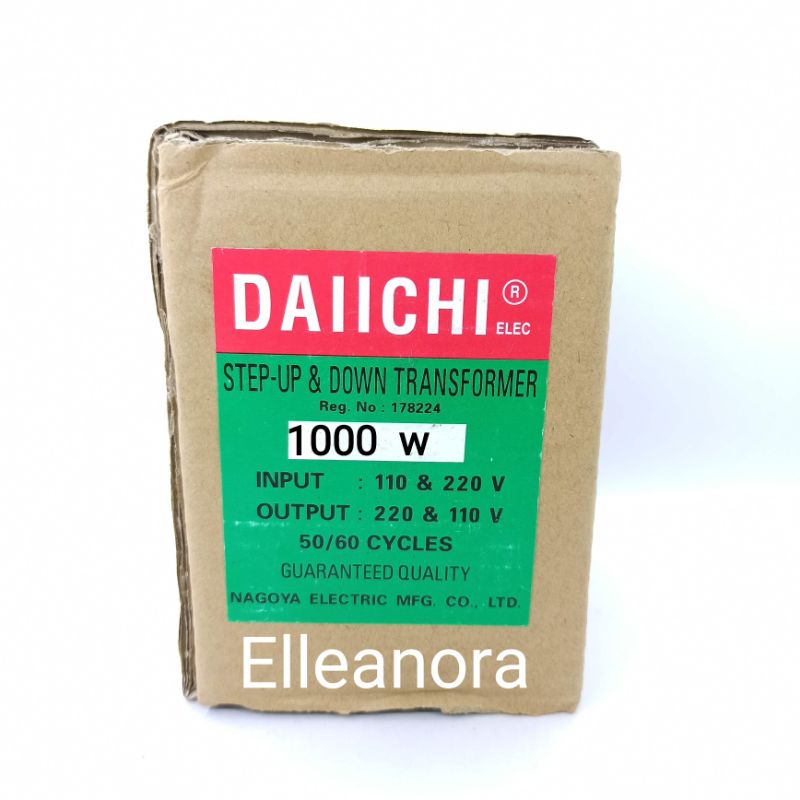 DAIICHI ®
ELEC
STEP-UP & DOWN TRANSFORMER
Reg. No : 178224
1000 w
INPUT : 110 & 220 V
OUTPUT : 220 & 110 V
50/60 CYCLES
GUARANTEED QUALITY
NAGOYA ELECTRIC MFG. CO., LTD.
Elleanora